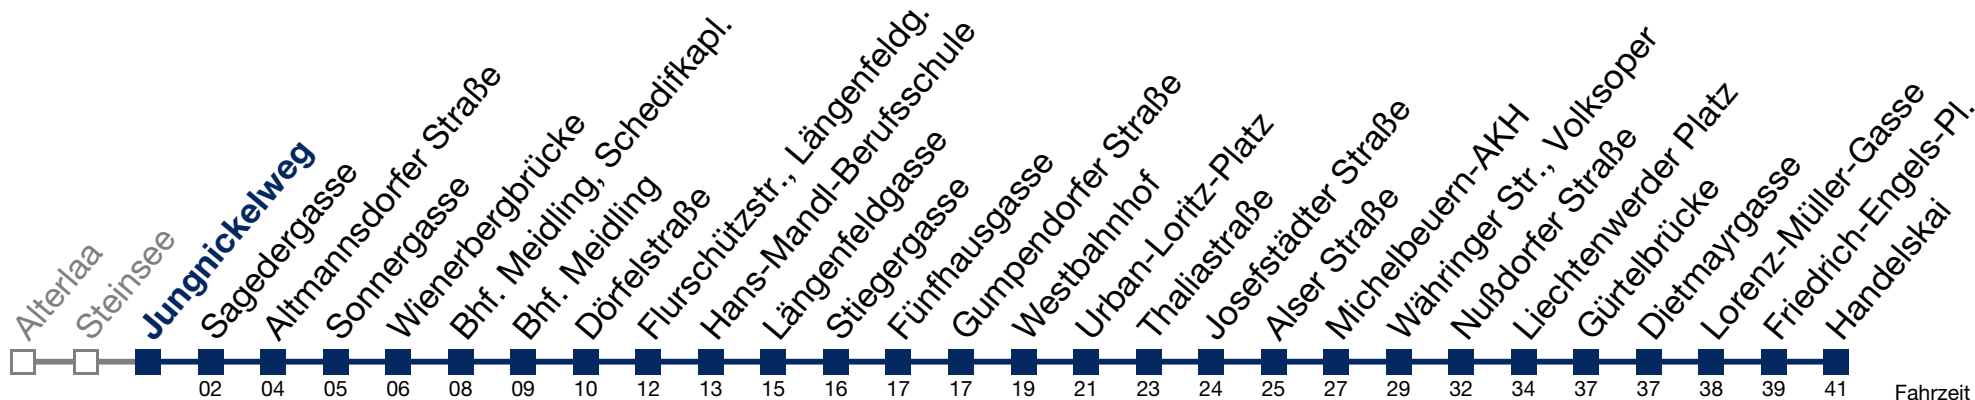 Alterlaa
Steinsee
Jungnickelweg
Sagedergasse
Altmannsdorfer Straße
Sonnergasse
Wienerbergbrücke
Bhf. Meidling, Schedifkapl.
Bhf. Meidling
Dörfelstraße
Flurschützstr., Längenfeldg.
Hans-Mandl-Berufsschule
Längenfeldgasse
Stiegergasse
Fünfhausgasse
Gumpendorfer Straße
Westbahnhof
Urban-Loritz-Platz
Thaliastraße
Josefstädter Straße
Alser Straße
Michelbeuern-AKH
Währinger Str., Volksoper
Nußdorfer Straße
Liechtenwerder Platz
Gürtelbrücke
Dietmayrgasse
Lorenz-Müller-Gasse
Friedrich-Engels-Pl.
Handelskai
02 04 05 06 08 09 10 12 13 15 16 17 17 19 21 23 24 25 27 29 32 34 37 37 38 39 41 Fahrzeit